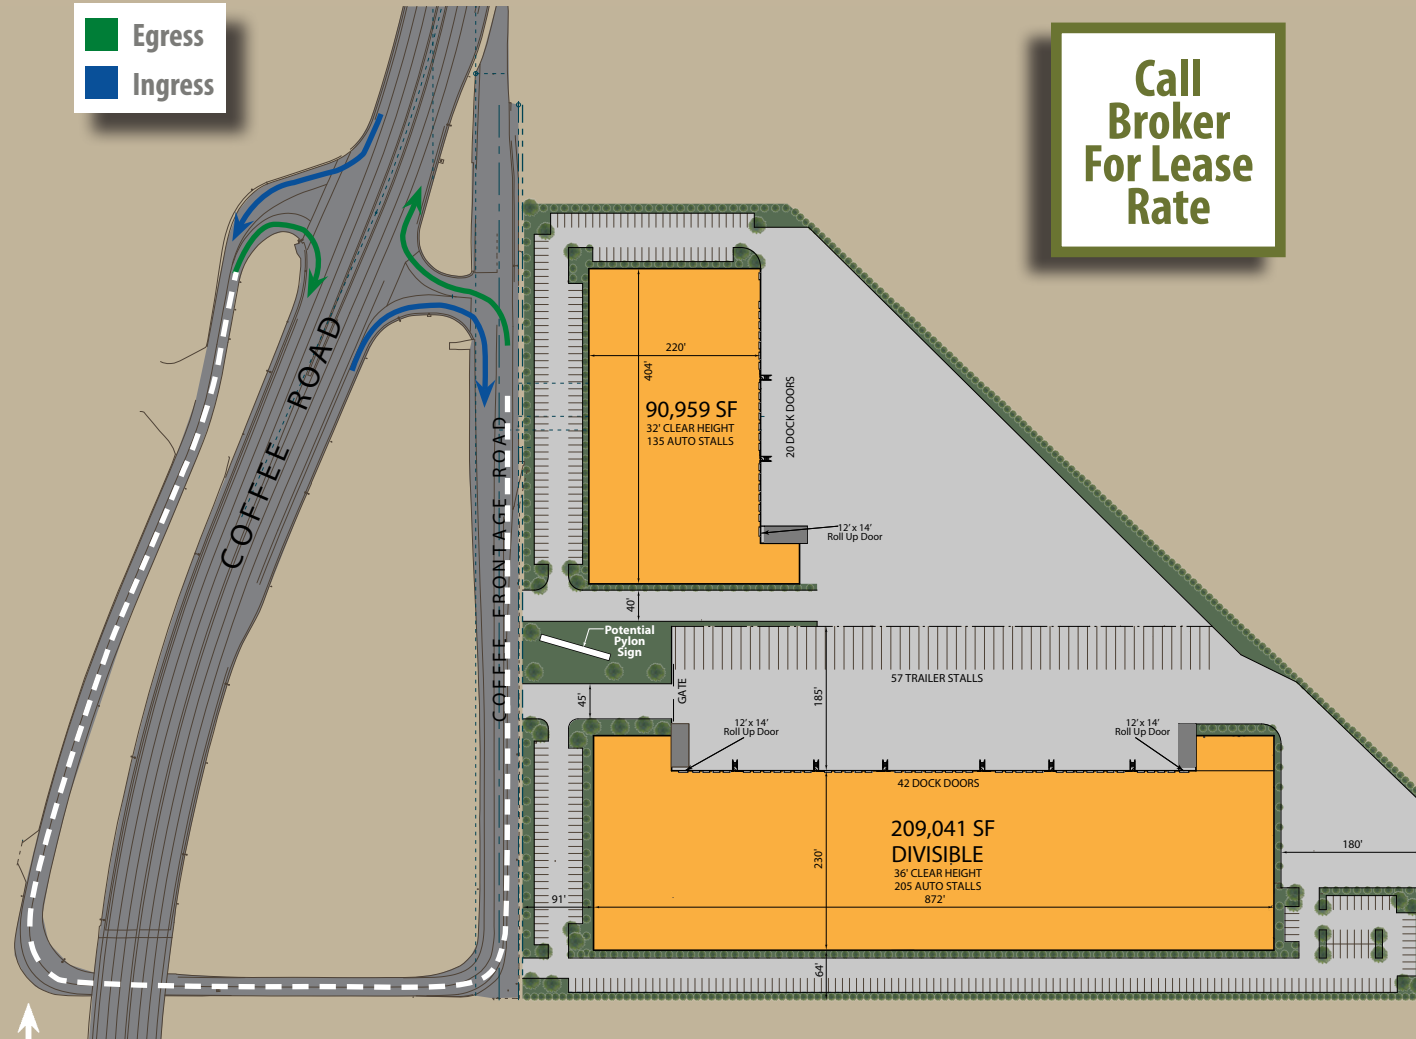 Egress
Ingress
Call
Broker
For Lease
Rate
COFFEE ROAD
COFFEE FRONTAGE ROAD
220'
404'
90,959 SF
32' CLEAR HEIGHT
135 AUTO STALLS
20 DOCK DOORS
12' x 14'
Roll Up Door
40'
Potential
Pylon
Sign
57 TRAILER STALLS
GATE
45'
185'
12' x 14'
Roll Up Door
12' x 14'
Roll Up Door
42 DOCK DOORS
209,041 SF
DIVISIBLE
36' CLEAR HEIGHT
205 AUTO STALLS
230'
872'
91'
180'
64'